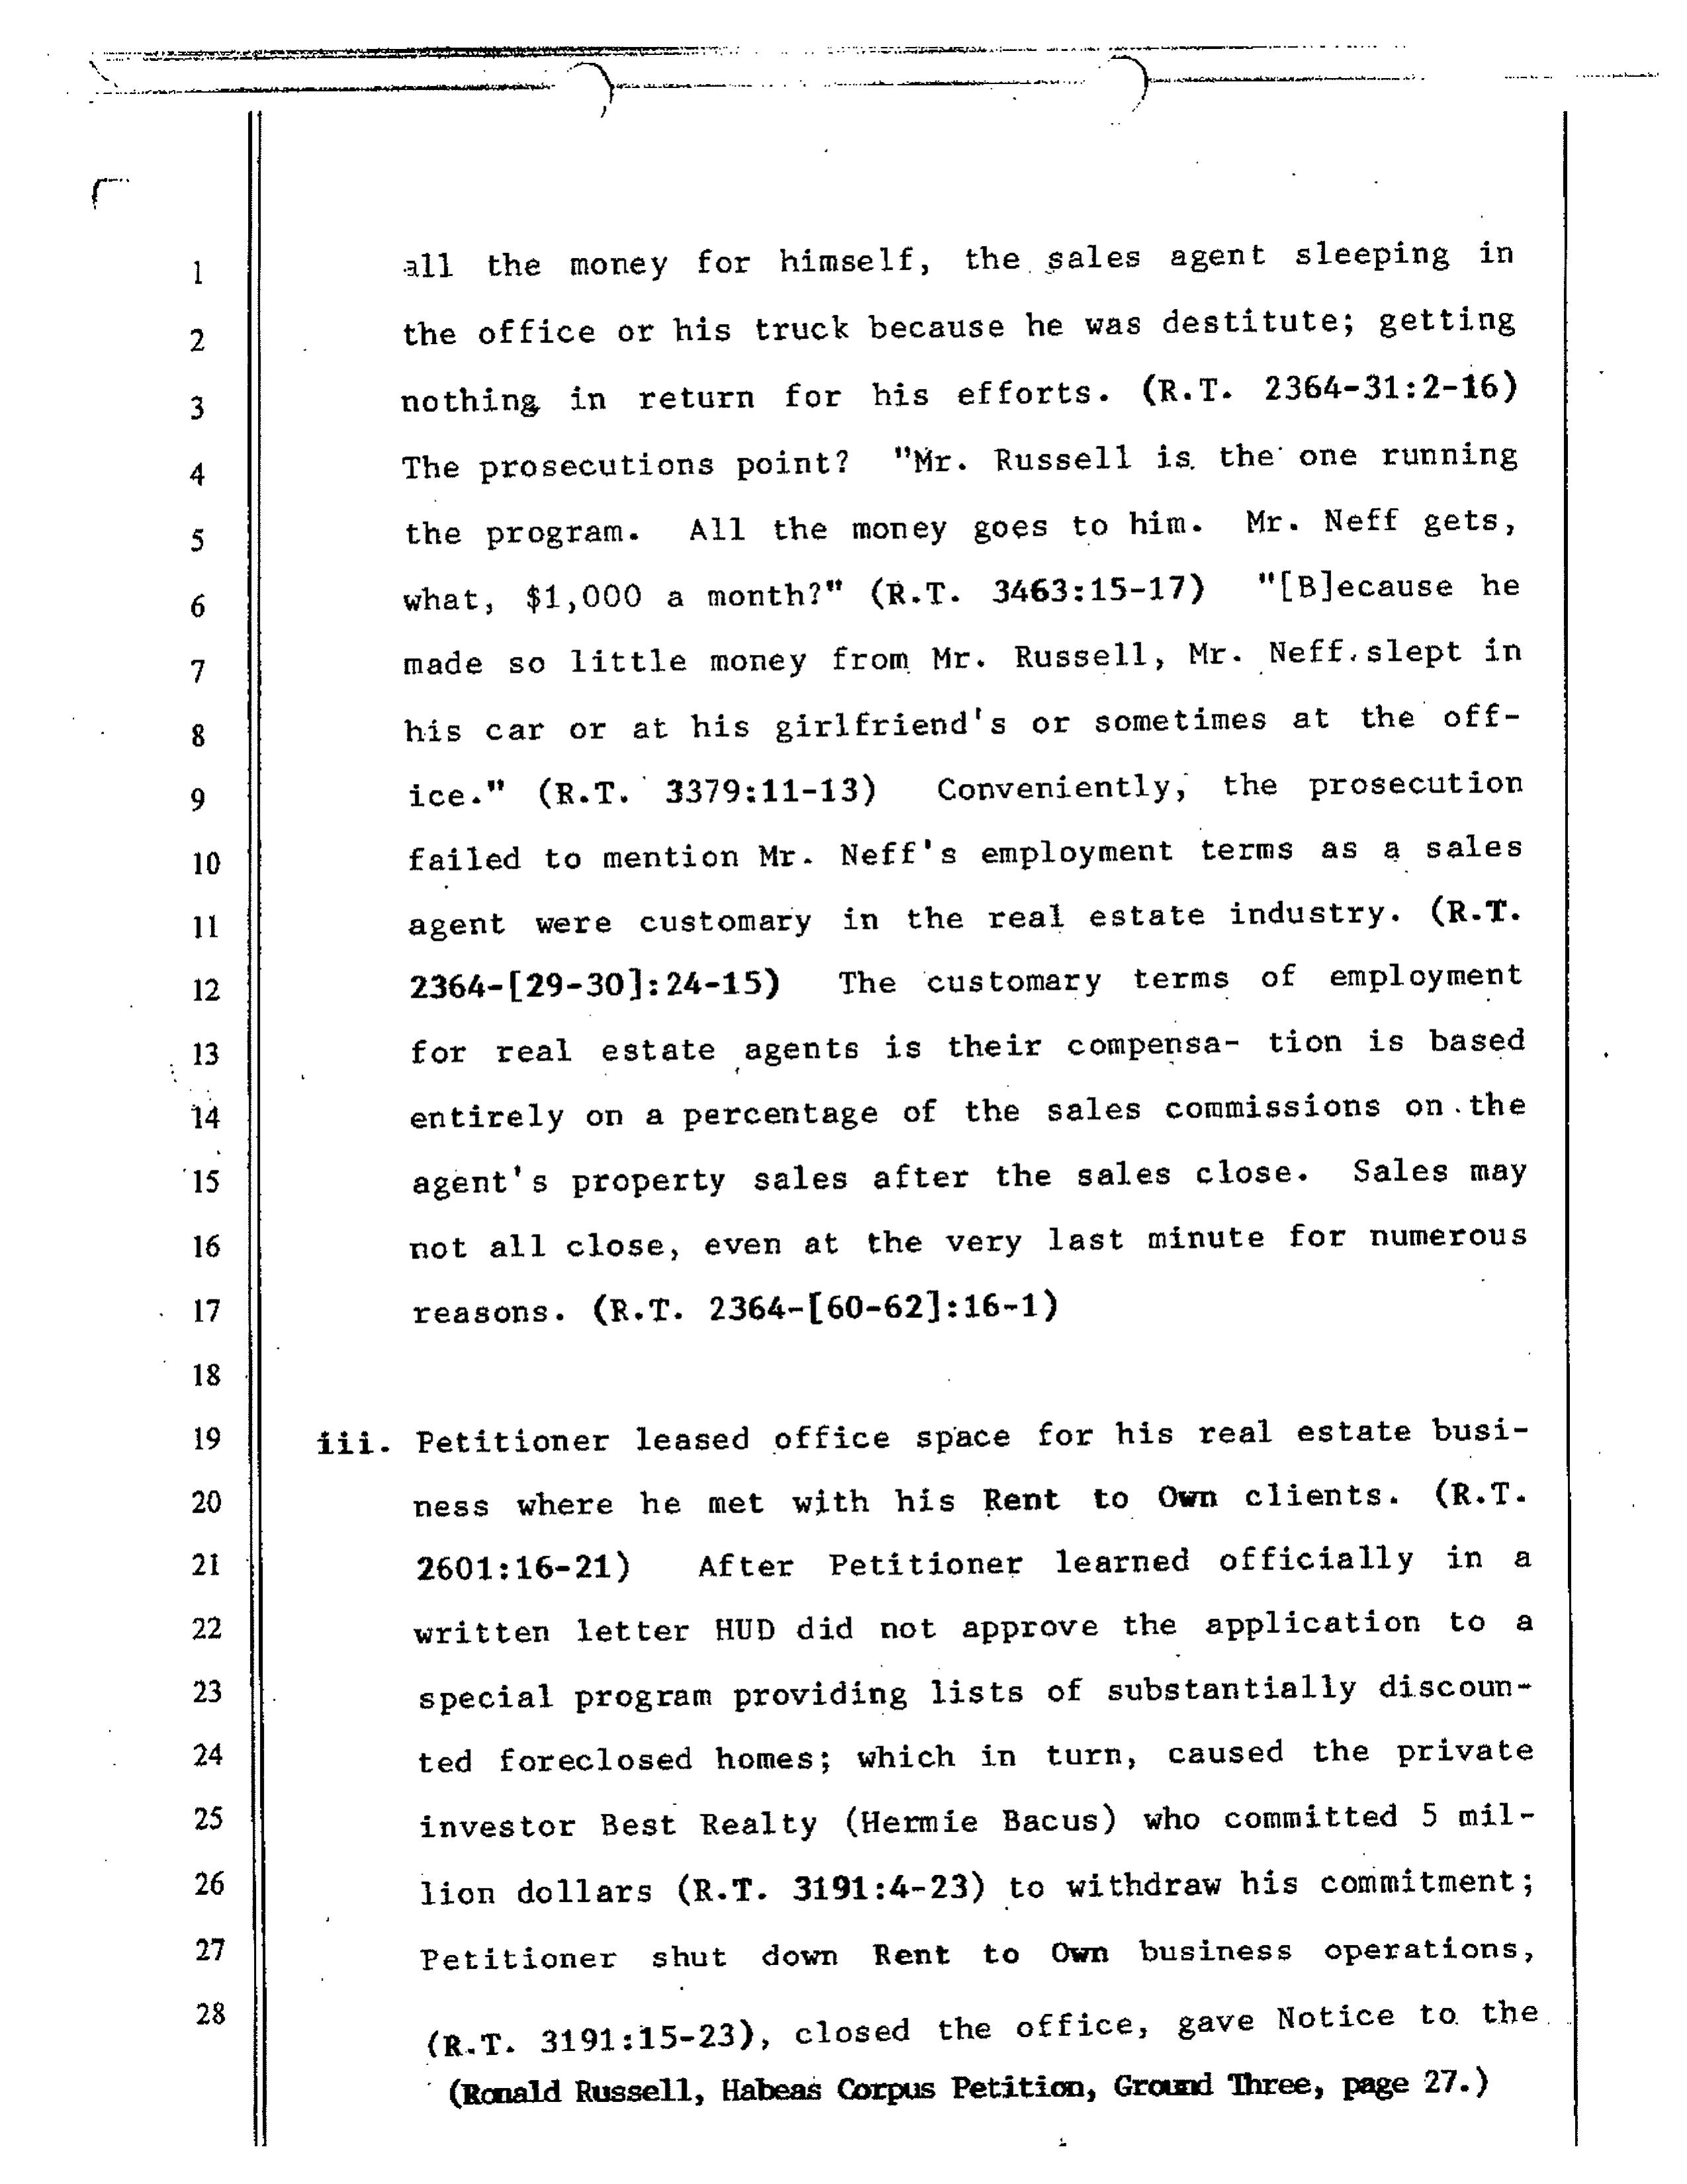 1 all the money for himself, the sales agent sleeping in
2 the office or his truck because he was destitute; getting
3 nothing in return for his efforts. (R.T. 2364-31:2-16)
4 The prosecutions point? "Mr. Russell is the one running
5 the program. All the money goes to him. Mr. Neff gets,
6 what, $1,000 a month?" (R.T. 3463:15-17) "[B]ecause he
7 made so little money from Mr. Russell, Mr. Neff slept in
8 his car or at his girlfriend's or sometimes at the off-
9 ice." (R.T. 3379:11-13) Conveniently, the prosecution
10 failed to mention Mr. Neff's employment terms as a sales
11 agent were customary in the real estate industry. (R.T.
12 2364-[29-30]:24-15) The customary terms of employment
13 for real estate agents is their compensa- tion is based
14 entirely on a percentage of the sales commissions on the
15 agent's property sales after the sales close. Sales may
16 not all close, even at the very last minute for numerous
17 reasons. (R.T. 2364-[60-62]:16-1)
18
19 iii. Petitioner leased office space for his real estate busi-
20 ness where he met with his Rent to Own clients. (R.T.
21 2601:16-21) After Petitioner learned officially in a
22 written letter HUD did not approve the application to a
23 special program providing lists of substantially discoun-
24 ted foreclosed homes; which in turn, caused the private
25 investor Best Realty (Hermie Bacus) who committed 5 mil-
26 lion dollars (R.T. 3191:4-23) to withdraw his commitment;
27 Petitioner shut down Rent to Own business operations,
28 (R.T. 3191:15-23), closed the office, gave Notice to the
(Ronald Russell, Habeas Corpus Petition, Ground Three, page 27.)